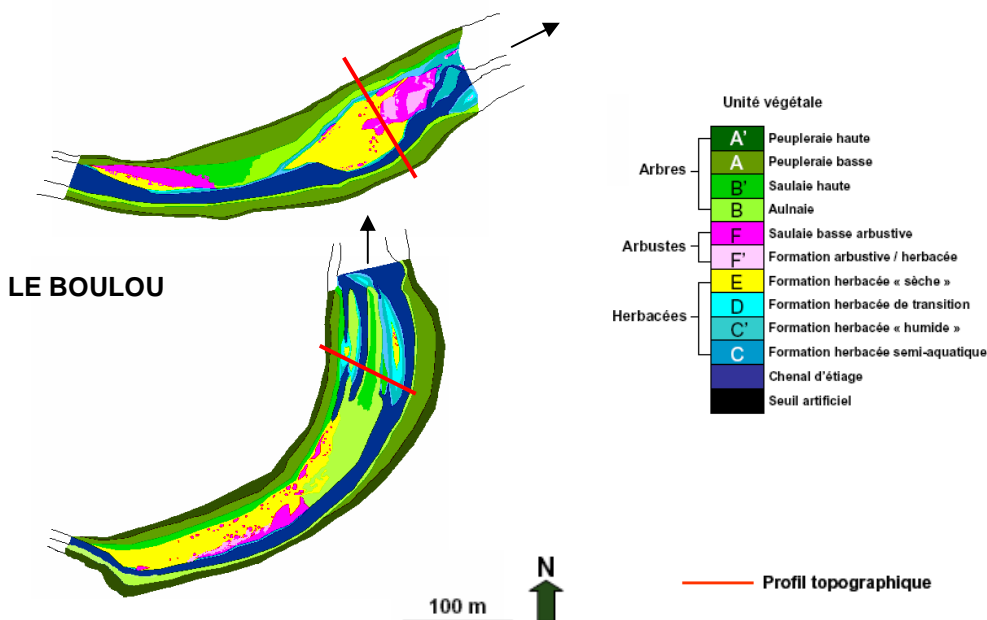 LE BOULOU
Unité végétale
Arbres
A' Peupleraie haute
A Peupleraie basse
B' Saulaie haute
B Aulnaie
Arbustes
F Saulaie basse arbustive
F' Formation arbustive / herbacée
Herbacées
E Formation herbacée « sèche »
D Formation herbacée de transition
C' Formation herbacée « humide »
C Formation herbacée semi-aquatique
Chenal d'étiage
Seuil artificiel
100 m
N
Profil topographique